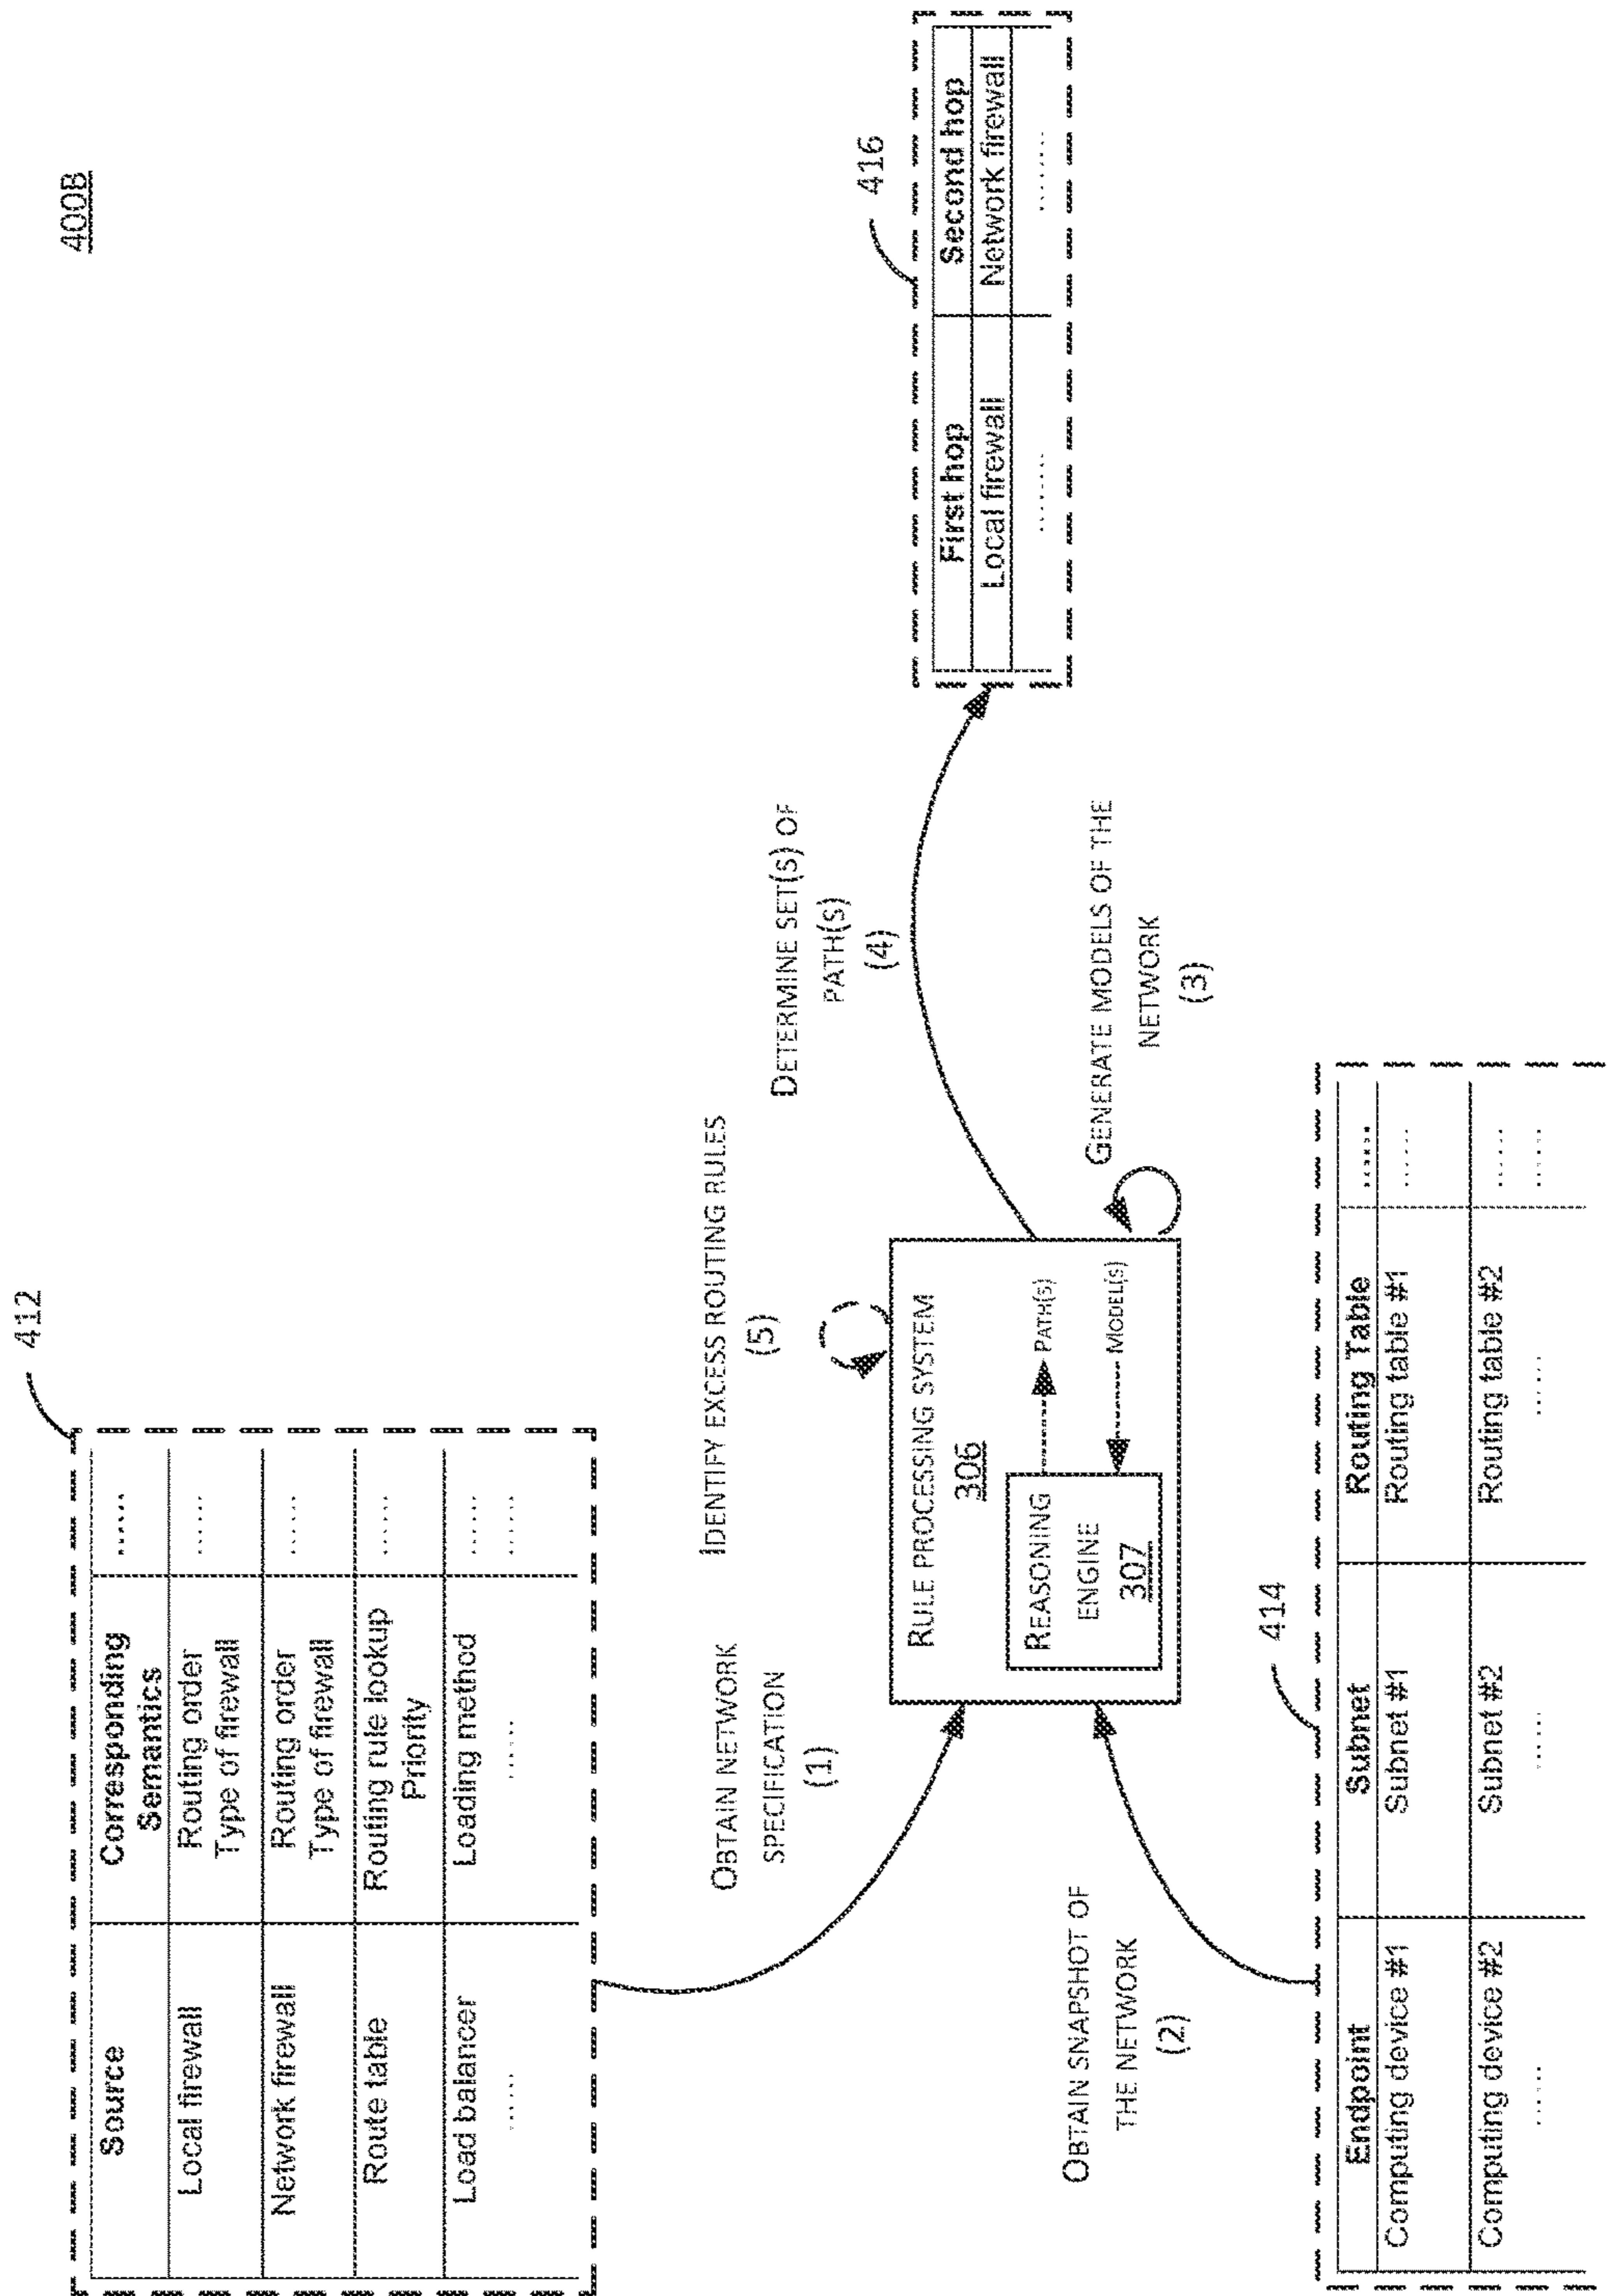 400B
412
Source	Corresponding Semantics	.....
Local firewall	Routing order	.....
Type of firewall
Network firewall	Routing order	.....
Type of firewall
Route table	Routing rule lookup	.....
Priority
Load balancer	Loading method	.....
.....	.....	.....
OBTAIN NETWORK
SPECIFICATION
(1)
IDENTIFY EXCESS ROUTING RULES
(5)
DETERMINE SET(S) OF
PATH(S)
(4)
416
First hop	Second hop
Local firewall	Network firewall
.......	.......
RULE PROCESSING SYSTEM
306
REASONING
ENGINE
307
PATH(S)
MODEL(S)
OBTAIN SNAPSHOT OF
THE NETWORK
(2)
GENERATE MODELS OF THE
NETWORK
(3)
414
Endpoint	Subnet	Routing Table	.....
Computing device #1	Subnet #1	Routing table #1	.....
Computing device #2	Subnet #2	Routing table #2	.....
......	......	......	.....